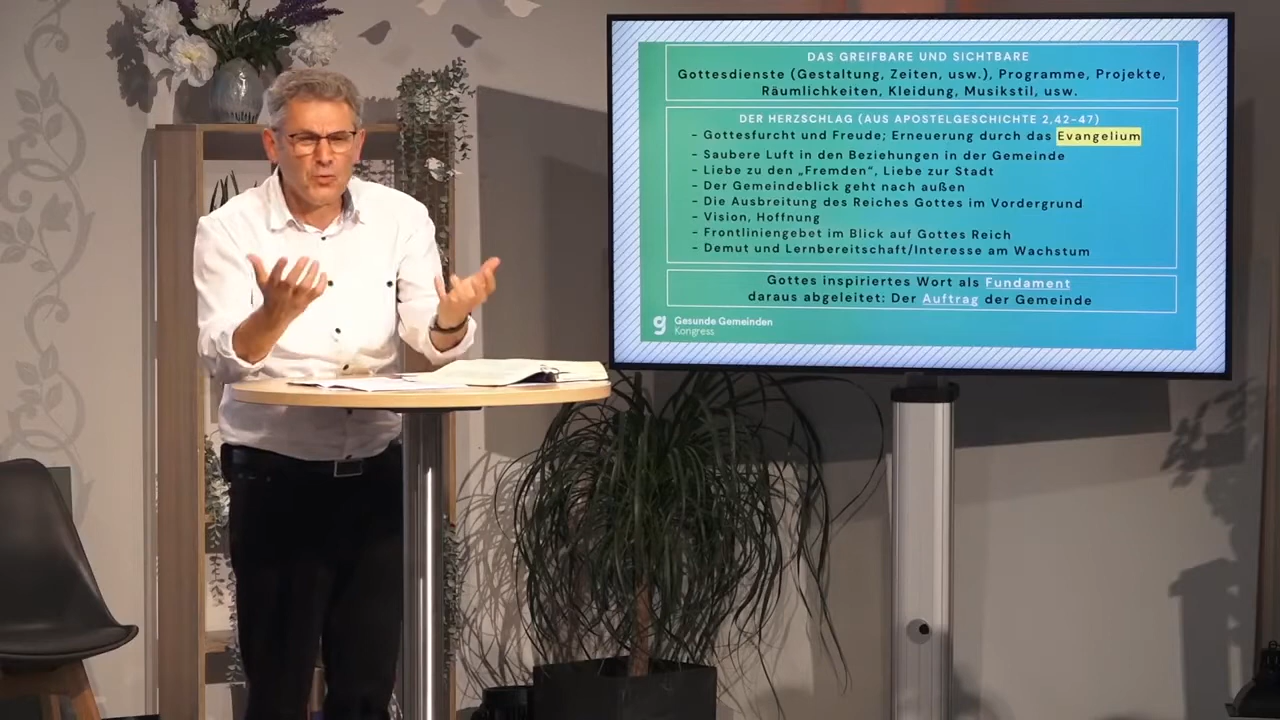 DAS GREIFBARE UND SICHTBARE
Gottesdienste (Gestaltung, Zeiten, usw.), Programme, Projekte,
Räumlichkeiten, Kleidung, Musikstil, usw.
DER HERZSCHLAG (AUS APOSTELGESCHICHTE 2,42-47)
- Gottesfurcht und Freude; Erneuerung durch das Evangelium
- Saubere Luft in den Beziehungen in der Gemeinde
- Liebe zu den „Fremden“, Liebe zur Stadt
- Der Gemeindeblick geht nach außen
- Die Ausbreitung des Reiches Gottes im Vordergrund
- Vision, Hoffnung
- Frontliniengebet im Blick auf Gottes Reich
- Demut und Lernbereitschaft/Interesse am Wachstum
Gottes inspiriertes Wort als Fundament
daraus abgeleitet: Der Auftrag der Gemeinde
g Gesunde Gemeinden
Kongress